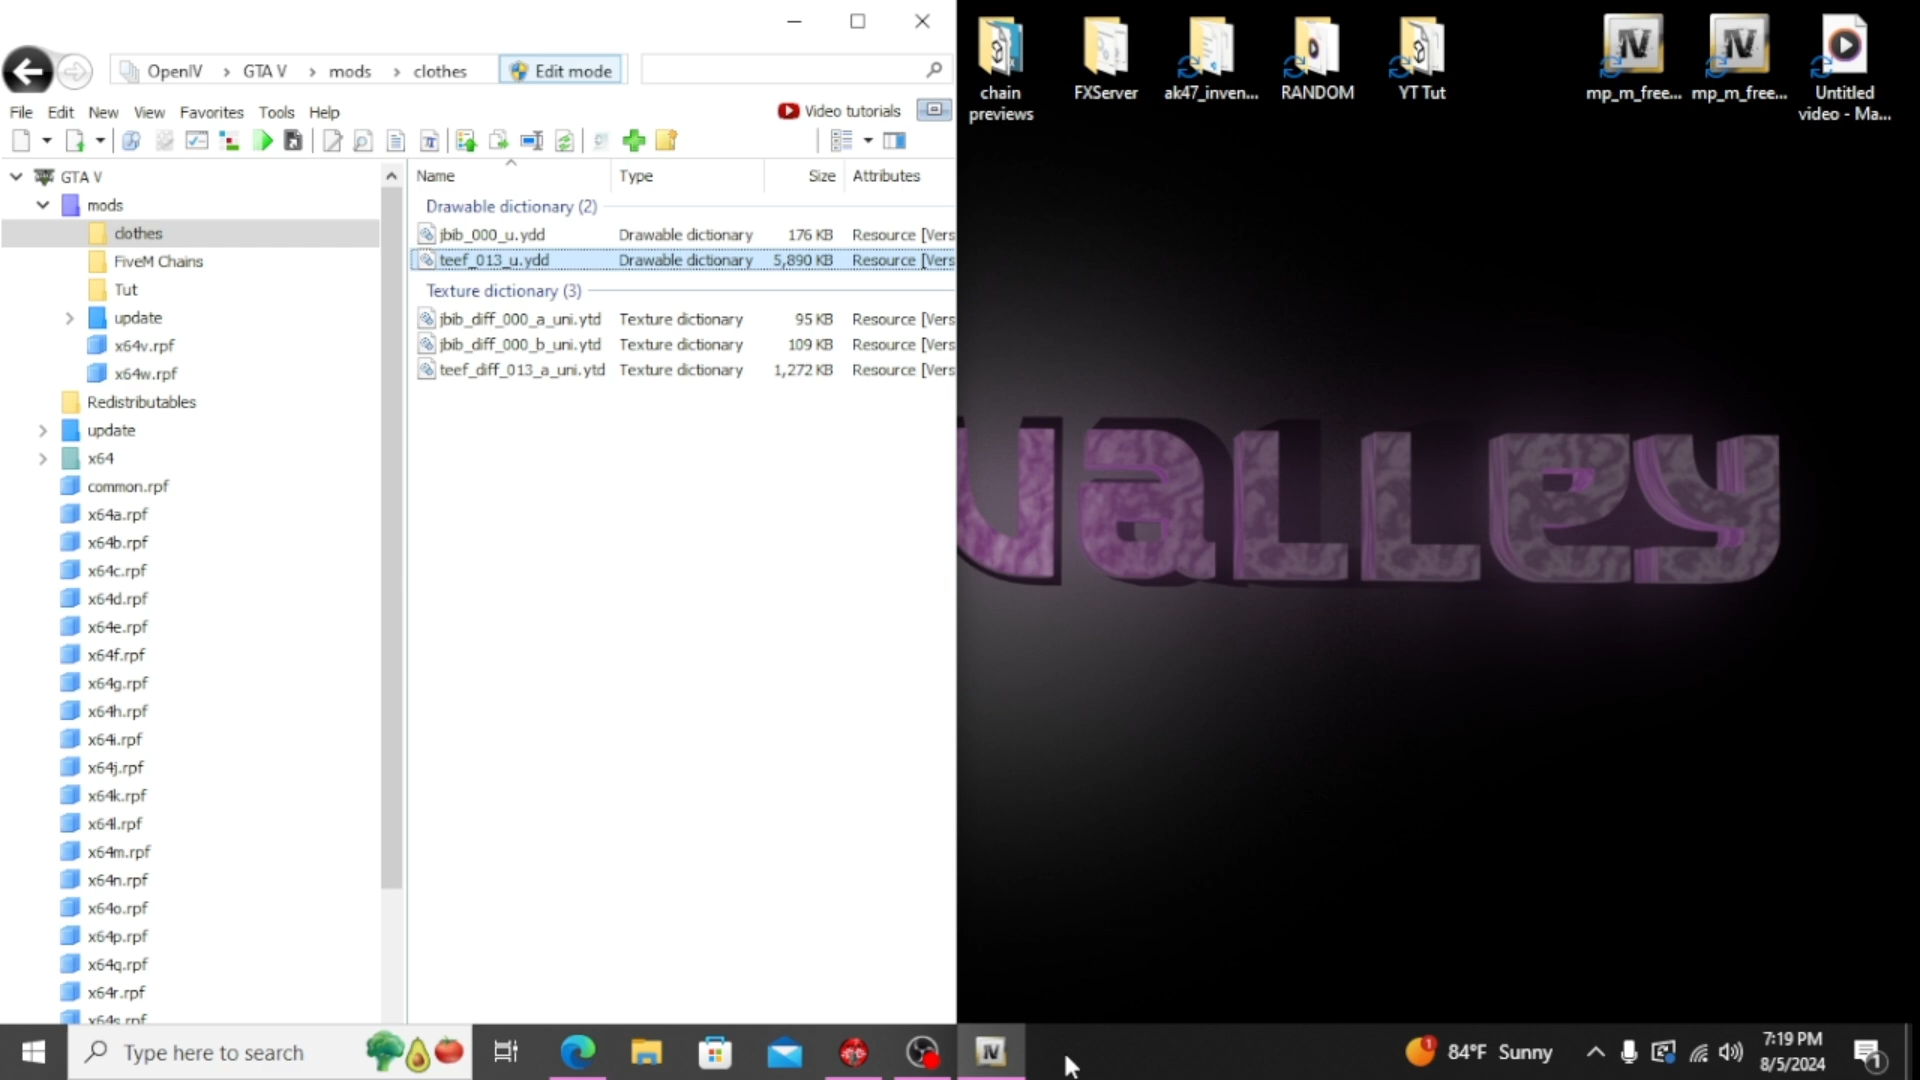 OpenIV › GTA V › mods › clothes
Edit mode
File Edit New View Favorites Tools Help
Video tutorials
GTA V
mods
clothes
FiveM Chains
Tut
update
x64v.rpf
x64w.rpf
Redistributables
update
x64
common.rpf
x64a.rpf
x64b.rpf
x64c.rpf
x64d.rpf
x64e.rpf
x64f.rpf
x64g.rpf
x64h.rpf
x64i.rpf
x64j.rpf
x64k.rpf
x64l.rpf
x64m.rpf
x64n.rpf
x64o.rpf
x64p.rpf
x64q.rpf
x64r.rpf
x64s.rpf
Name Type Size Attributes
Drawable dictionary (2)
jbib_000_u.ydd Drawable dictionary 176 KB Resource [Vers
teef_013_u.ydd Drawable dictionary 5,890 KB Resource [Vers
Texture dictionary (3)
jbib_diff_000_a_uni.ytd Texture dictionary 95 KB Resource [Vers
jbib_diff_000_b_uni.ytd Texture dictionary 109 KB Resource [Vers
teef_diff_013_a_uni.ytd Texture dictionary 1,272 KB Resource [Vers
chain
previews
FXServer
ak47_inven...
RANDOM
YT Tut
mp_m_free...
mp_m_free...
Untitled
video - Ma...
valley
Type here to search
84°F Sunny
7:19 PM
8/5/2024
1